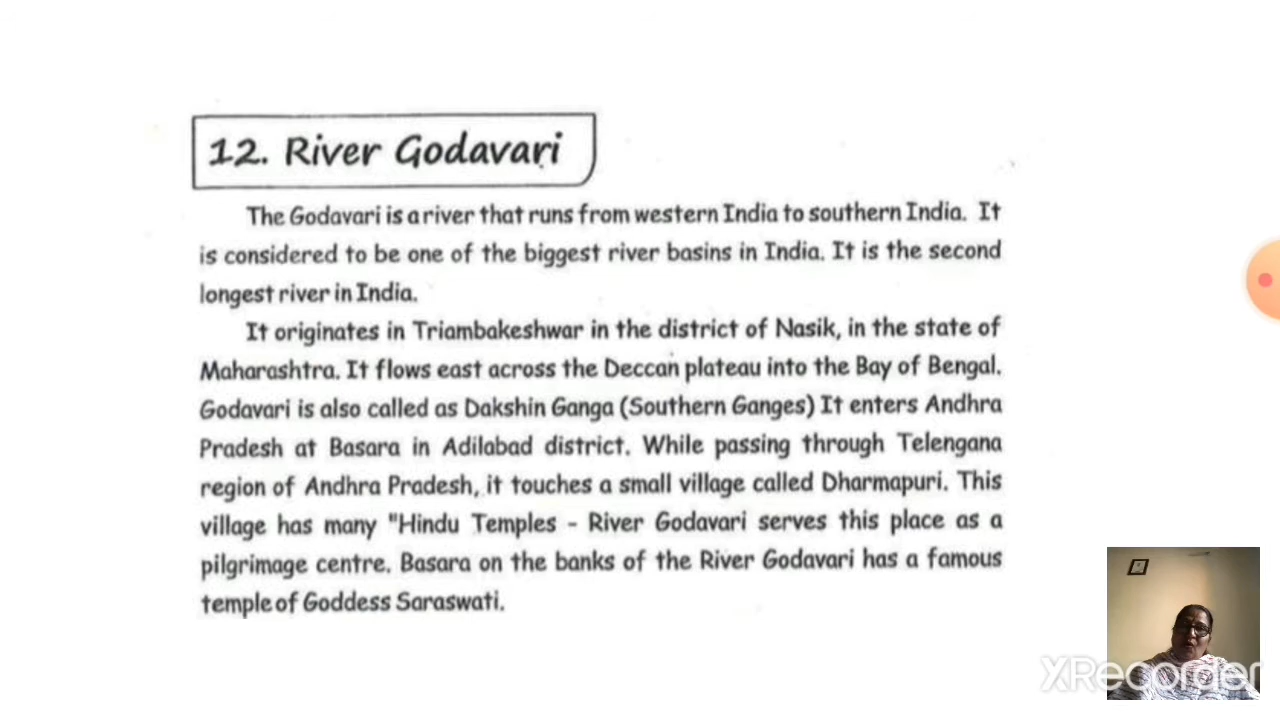 12. River Godavari
The Godavari is a river that runs from western India to southern India. It
is considered to be one of the biggest river basins in India. It is the second
longest river in India.
It originates in Triambakeshwar in the district of Nasik, in the state of
Maharashtra. It flows east across the Deccan plateau into the Bay of Bengal.
Godavari is also called as Dakshin Ganga (Southern Ganges) It enters Andhra
Pradesh at Basara in Adilabad district. While passing through Telengana
region of Andhra Pradesh, it touches a small village called Dharmapuri. This
village has many "Hindu Temples - River Godavari serves this place as a
pilgrimage centre. Basara on the banks of the River Godavari has a famous
temple of Goddess Saraswati.
XRecorder